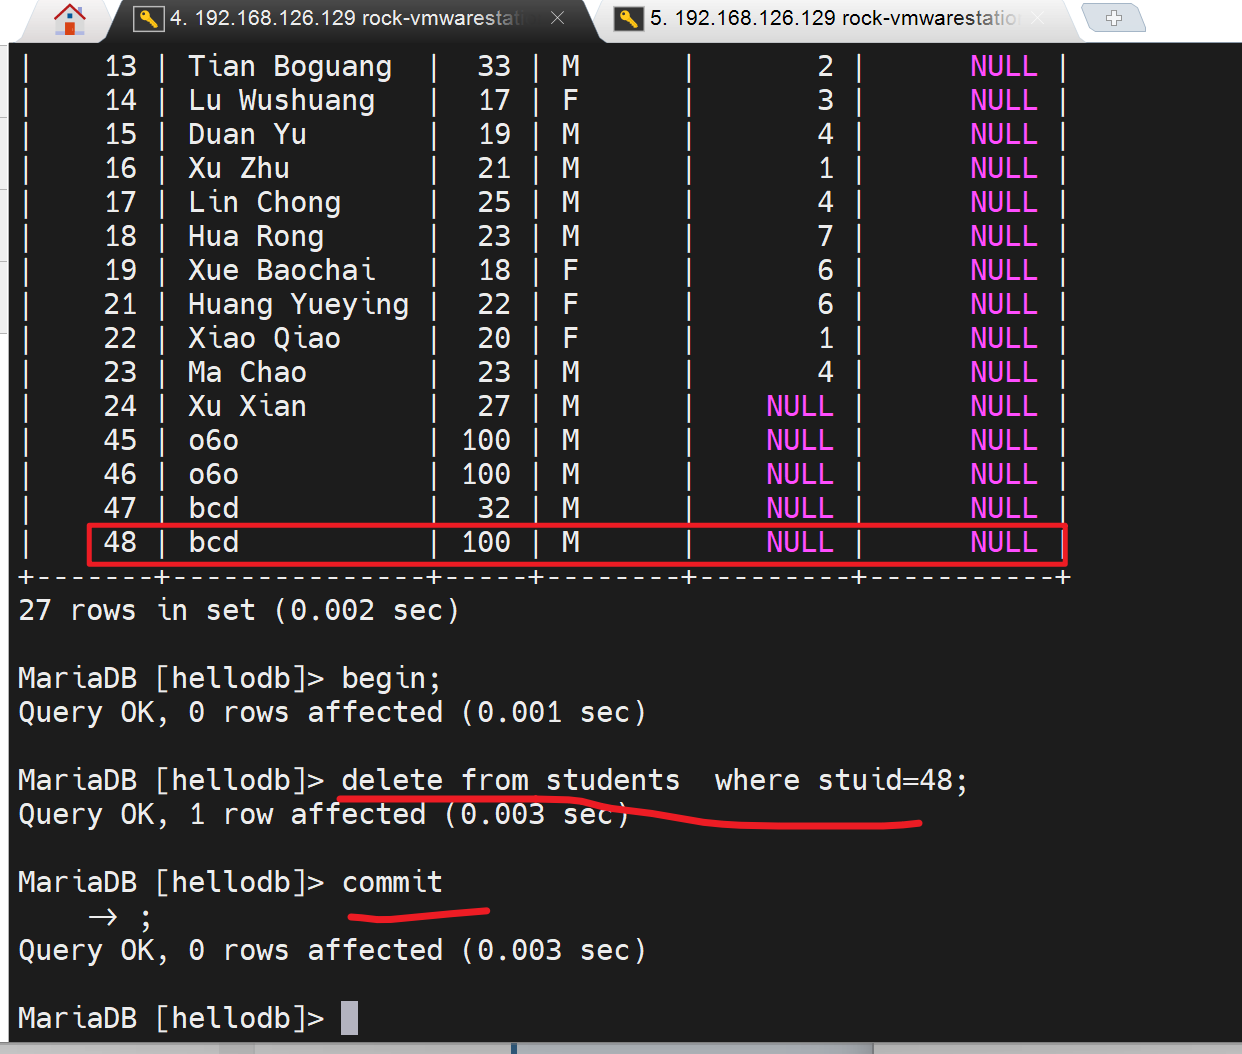 4. 192.168.126.129 rock-vmwarestati
5. 192.168.126.129 rock-vmwarestatio
| 13 | Tian Boguang | 33 | M | 2 | NULL |
| 14 | Lu Wushuang | 17 | F | 3 | NULL |
| 15 | Duan Yu | 19 | M | 4 | NULL |
| 16 | Xu Zhu | 21 | M | 1 | NULL |
| 17 | Lin Chong | 25 | M | 4 | NULL |
| 18 | Hua Rong | 23 | M | 7 | NULL |
| 19 | Xue Baochai | 18 | F | 6 | NULL |
| 21 | Huang Yueying | 22 | F | 6 | NULL |
| 22 | Xiao Qiao | 20 | F | 1 | NULL |
| 23 | Ma Chao | 23 | M | 4 | NULL |
| 24 | Xu Xian | 27 | M | NULL | NULL |
| 45 | o6o | 100 | M | NULL | NULL |
| 46 | o6o | 100 | M | NULL | NULL |
| 47 | bcd | 32 | M | NULL | NULL |
| 48 | bcd | 100 | M | NULL | NULL |
+-------+---------------+-----+--------+---------+-----------+
27 rows in set (0.002 sec)
MariaDB [hellodb]> begin;
Query OK, 0 rows affected (0.001 sec)
MariaDB [hellodb]> delete from students  where stuid=48;
Query OK, 1 row affected (0.003 sec)
MariaDB [hellodb]> commit
-> ;
Query OK, 0 rows affected (0.003 sec)
MariaDB [hellodb]>